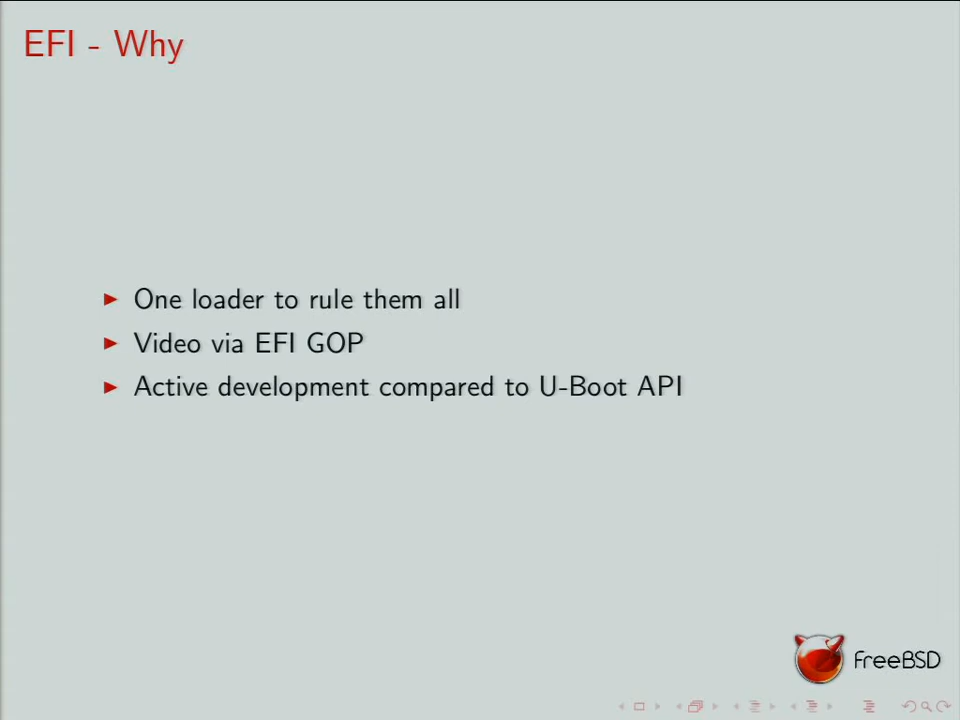 EFI - Why
One loader to rule them all
Video via EFI GOP
Active development compared to U-Boot API
FreeBSD